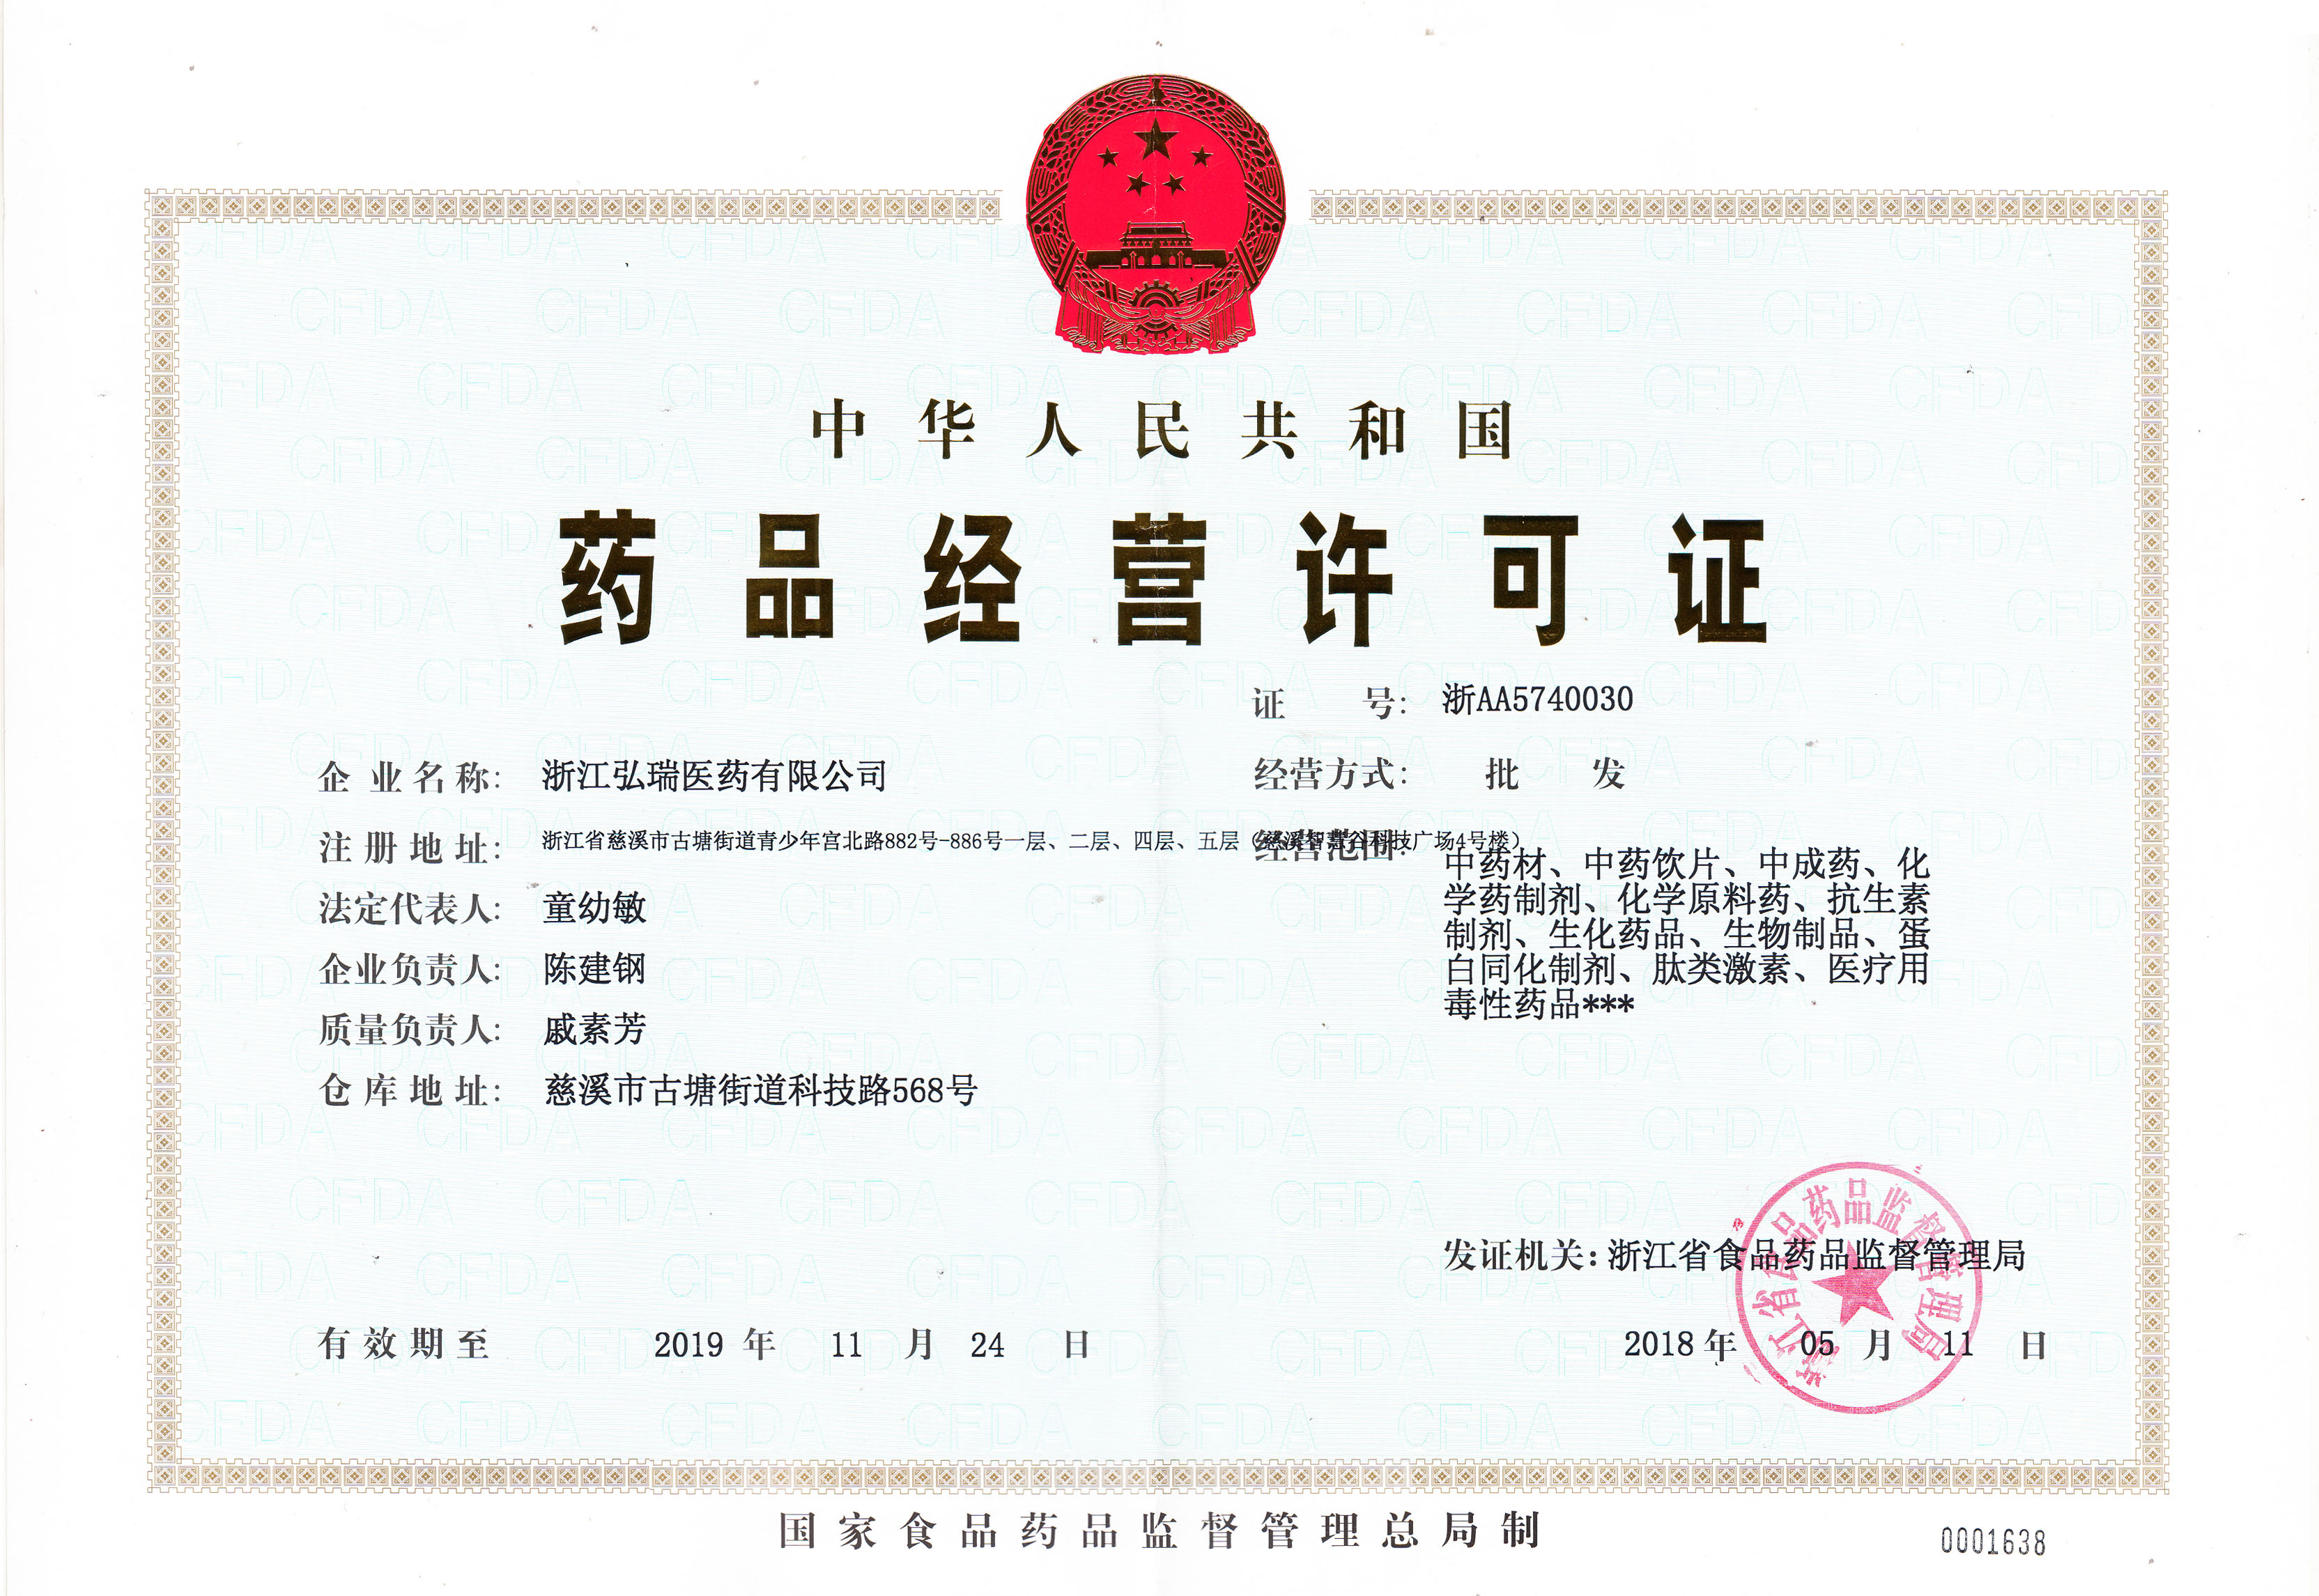 中华人民共和国
药品经营许可证
证 号: 浙AA5740030
企业名称: 浙江弘瑞医药有限公司
经营方式: 批 发
注册地址: 浙江省慈溪市古塘街道青少年宫北路882号-886号一层、二层、四层、五层（慈溪智慧谷科技广场4号楼）
经营范围:
中药材、中药饮片、中成药、化
学药制剂、化学原料药、抗生素
制剂、生化药品、生物制品、蛋
白同化制剂、肽类激素、医疗用
毒性药品***
法定代表人: 童幼敏
企业负责人: 陈建钢
质量负责人: 戚素芳
仓库地址: 慈溪市古塘街道科技路568号
发证机关: 浙江省食品药品监督管理局
浙江省食品药品监督管理局
有效期至 2019 年 11 月 24 日
2018 年 05 月 11 日
国家食品药品监督管理总局制
0001638
CFDA